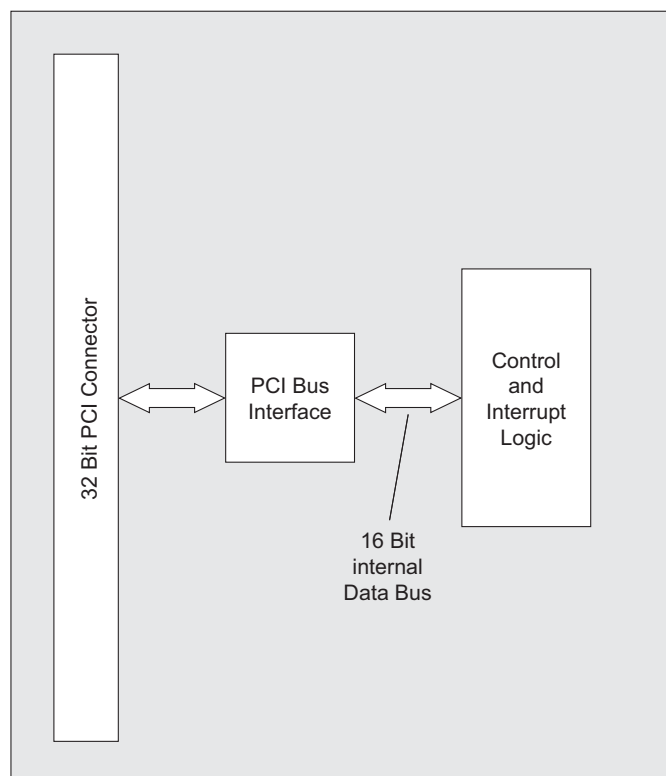 32 Bit PCI Connector
PCI Bus
Interface
Control
and
Interrupt
Logic
16 Bit
internal
Data Bus